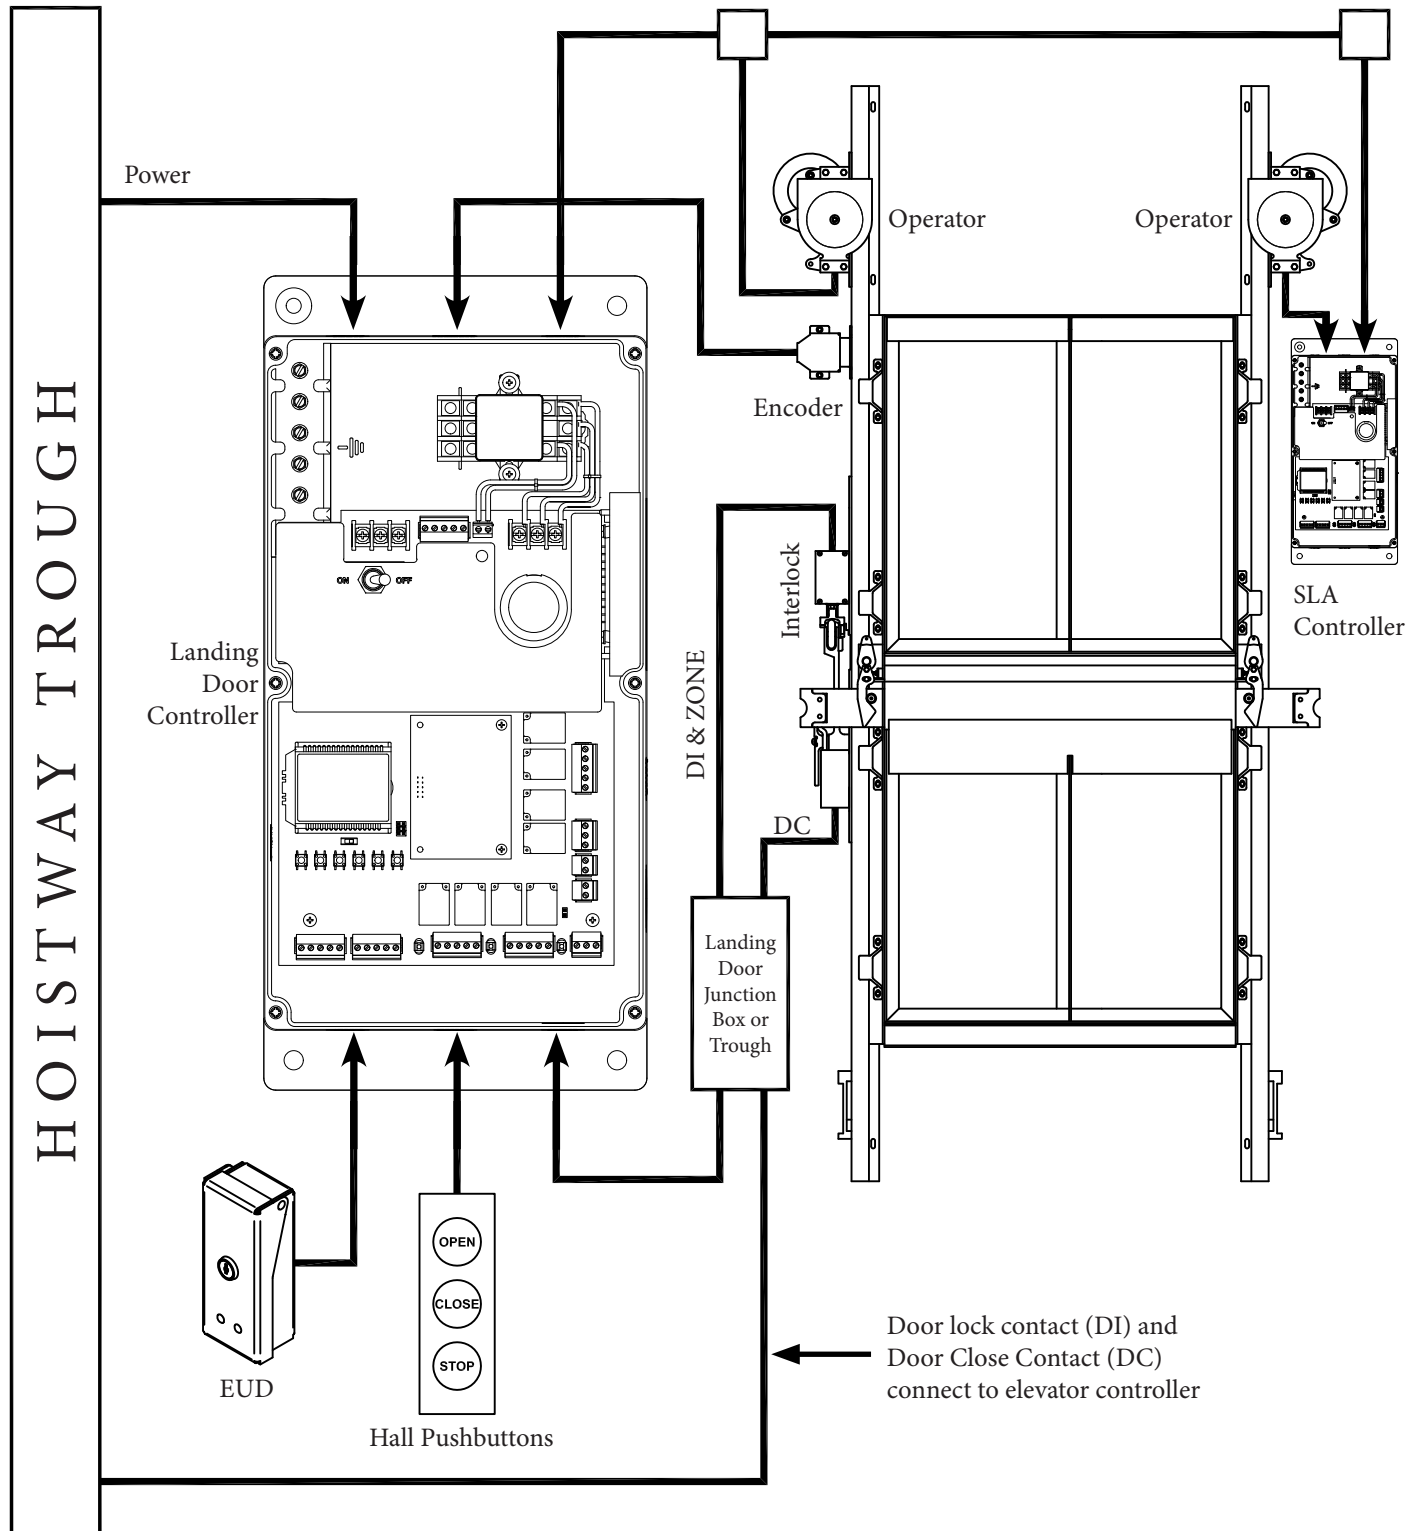 HOISTWAY TROUGH
Power
Operator
Operator
Encoder
Interlock
SLA
Controller
ON
OFF
Landing
Door
Controller
DI & ZONE
DC
Landing
Door
Junction
Box or
Trough
OPEN
CLOSE
STOP
EUD
Hall Pushbuttons
Door lock contact (DI) and
Door Close Contact (DC)
connect to elevator controller